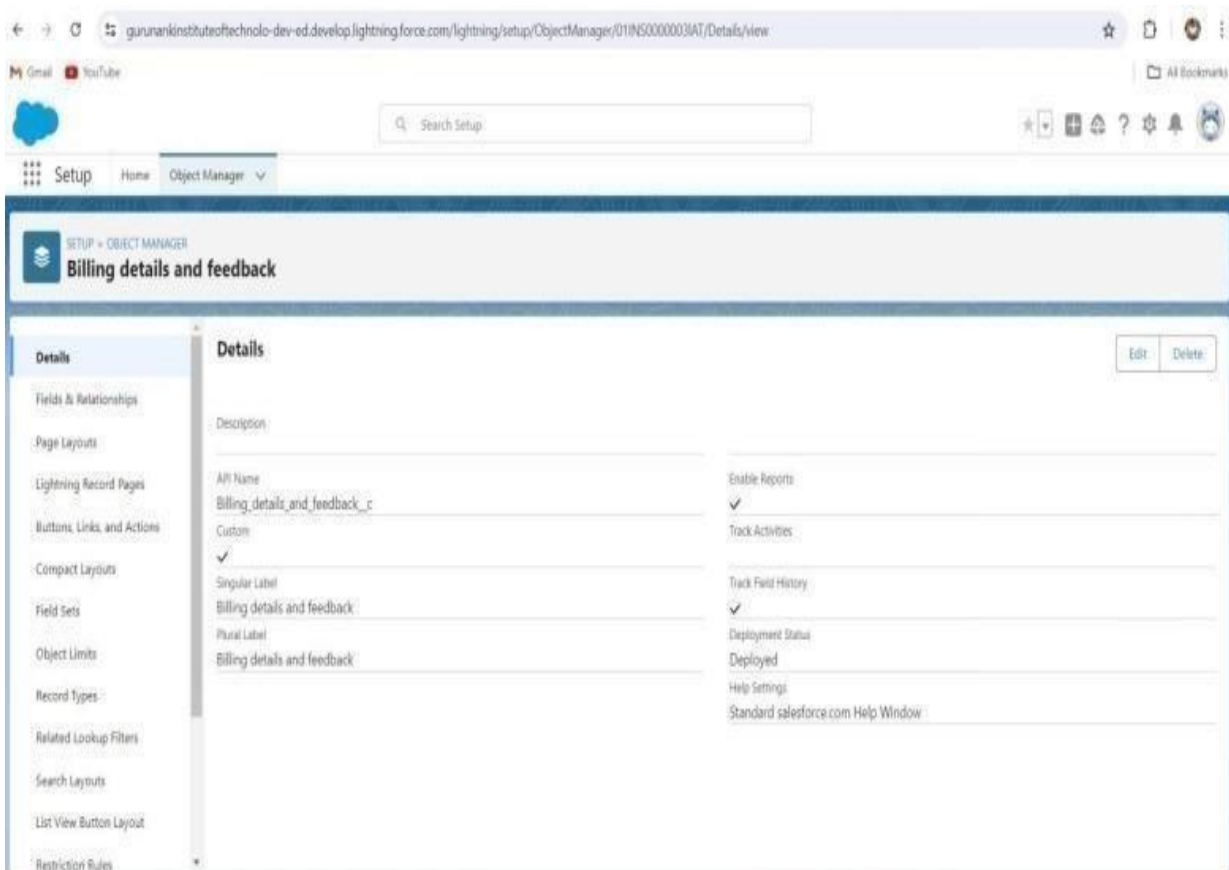 gurunankinstituteoftechnolo-dev-ed.develop.lightning.force.com/lightning/setup/ObjectManager/01INS0000003IAT/Details/view
Gmail YouTube All Bookmarks
Search Setup
Setup Home Object Manager
SETUP > OBJECT MANAGER
Billing details and feedback
Details
Fields & Relationships
Page Layouts
Lightning Record Pages
Buttons, Links, and Actions
Compact Layouts
Field Sets
Object Limits
Record Types
Related Lookup Filters
Search Layouts
List View Button Layout
Restriction Rules
Details
Edit Delete
Description
API Name
Billing_details_and_feedback__c
Custom
Singular Label
Billing details and feedback
Plural Label
Billing details and feedback
Enable Reports
Track Activities
Track Field History
Deployment Status
Deployed
Help Settings
Standard salesforce.com Help Window